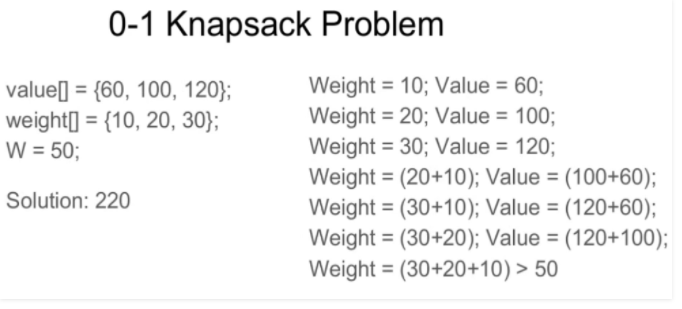 0-1 Knapsack Problem
value[] = {60, 100, 120};
weight[] = {10, 20, 30};
W = 50;
Solution: 220
Weight = 10; Value = 60;
Weight = 20; Value = 100;
Weight = 30; Value = 120;
Weight = (20+10); Value = (100+60);
Weight = (30+10); Value = (120+60);
Weight = (30+20); Value = (120+100);
Weight = (30+20+10) > 50